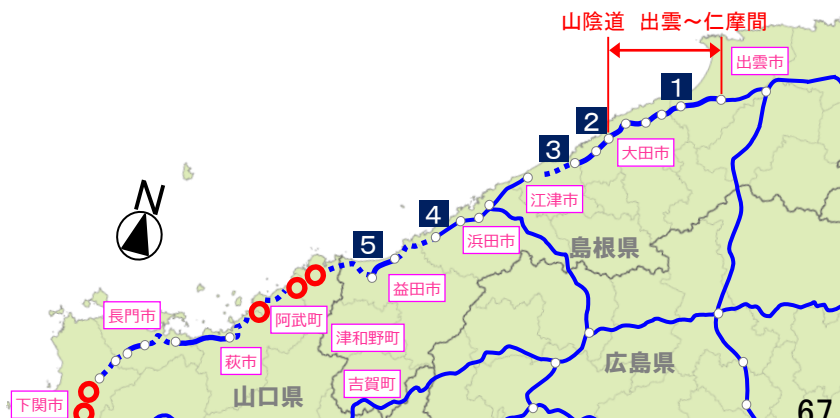 山陰道 出雲~仁摩間
出雲市
1
2
大田市
3
江津市
N
4
浜田市
島根県
5
益田市
長門市
阿武町
津和野町
萩市
広島県
山口県
吉賀町
下関市
67